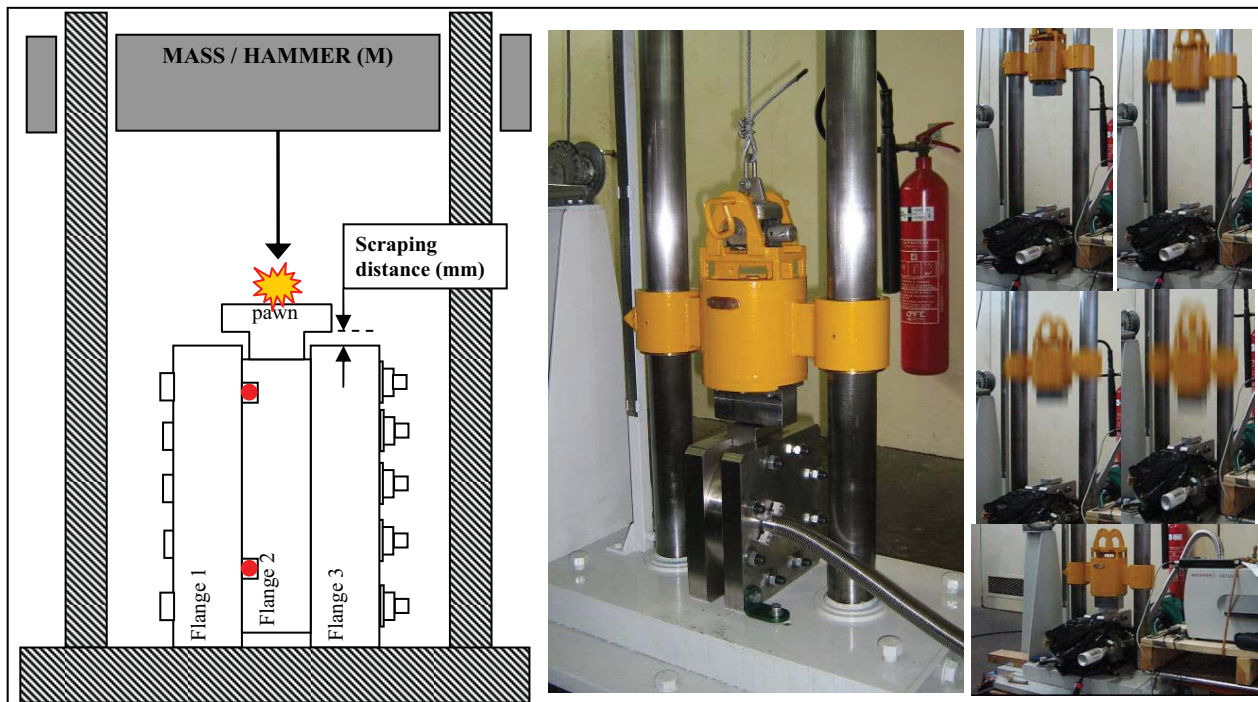 MASS / HAMMER (M)
Scraping
distance (mm)
pawn
Flange 1
Flange 2
Flange 3